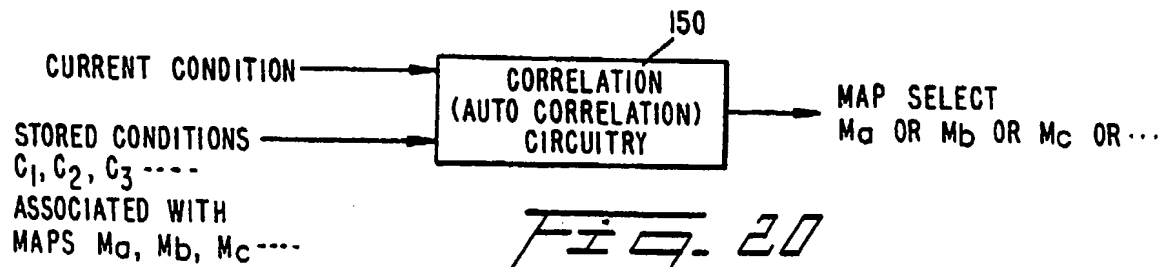 150
CURRENT CONDITION
CORRELATION
(AUTO CORRELATION)
CIRCUITRY
MAP SELECT
Ma OR Mb OR Mc OR ···
STORED CONDITIONS
C1, C2, C3 ----
ASSOCIATED WITH
MAPS Ma, Mb, Mc ----
Fig. 20